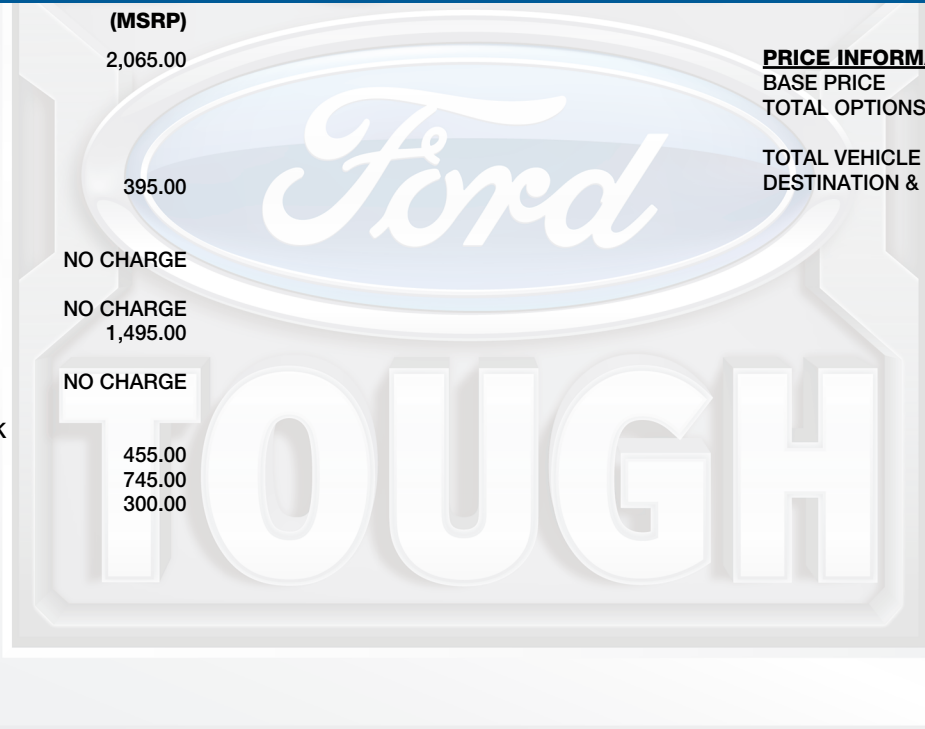 (MSRP)
2,065.00
395.00
NO CHARGE
NO CHARGE
1,495.00
NO CHARGE
K
455.00
745.00
300.00
PRICE INFORMA
BASE PRICE
TOTAL OPTIONS
TOTAL VEHICLE
DESTINATION &
Ford
TOUGH